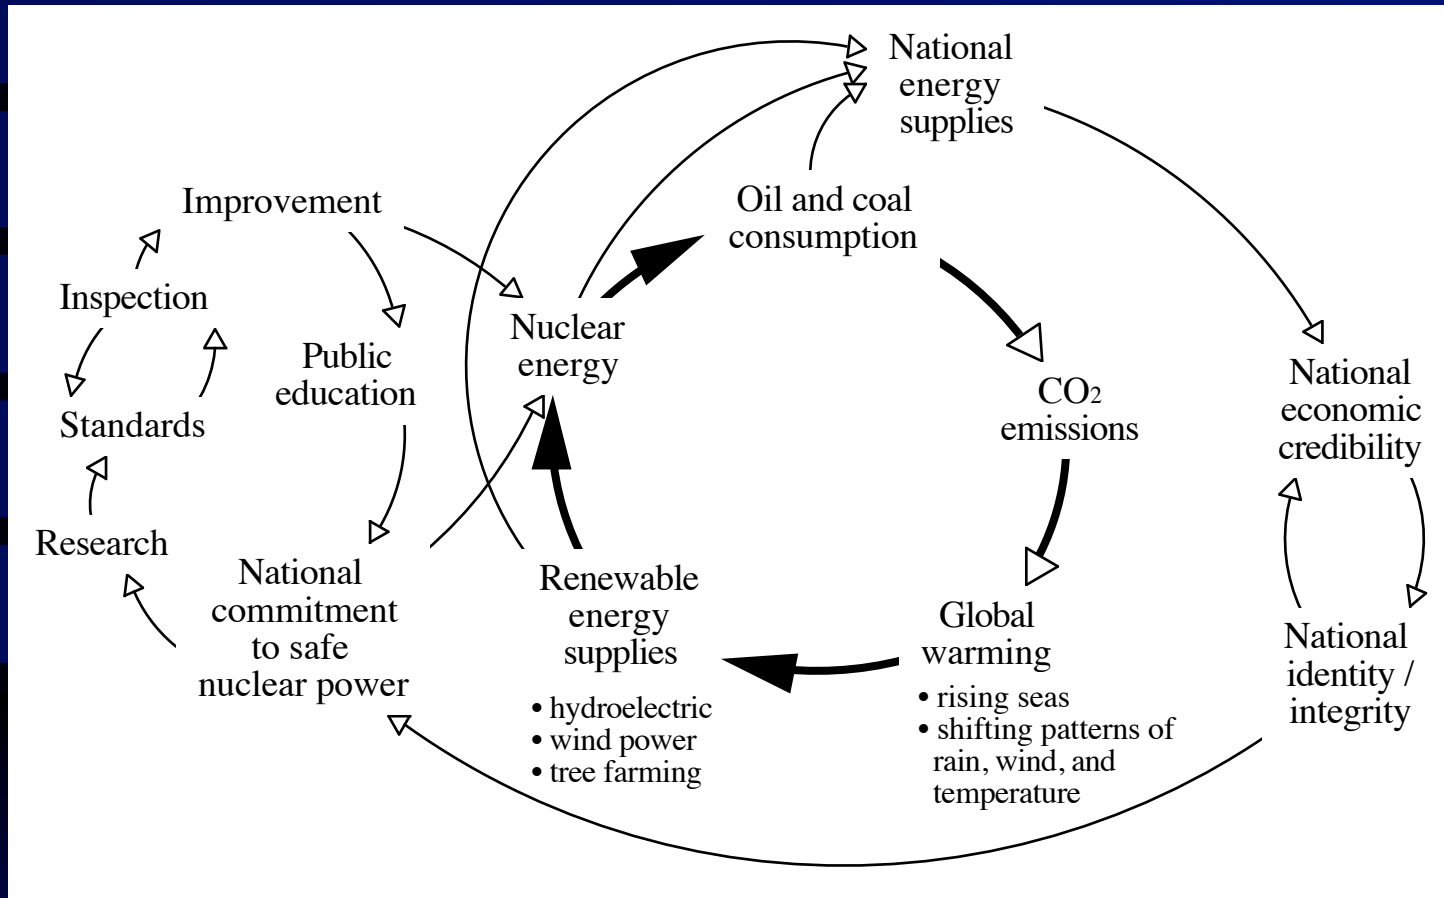 National
energy
supplies
Improvement
Oil and coal
consumption
Inspection
Nuclear
energy
Public
education
Standards
CO₂
emissions
National
economic
credibility
Research
National
commitment
to safe
nuclear power
Renewable
energy
supplies
• hydroelectric
• wind power
• tree farming
Global
warming
• rising seas
• shifting patterns of
rain, wind, and
temperature
National
identity /
integrity